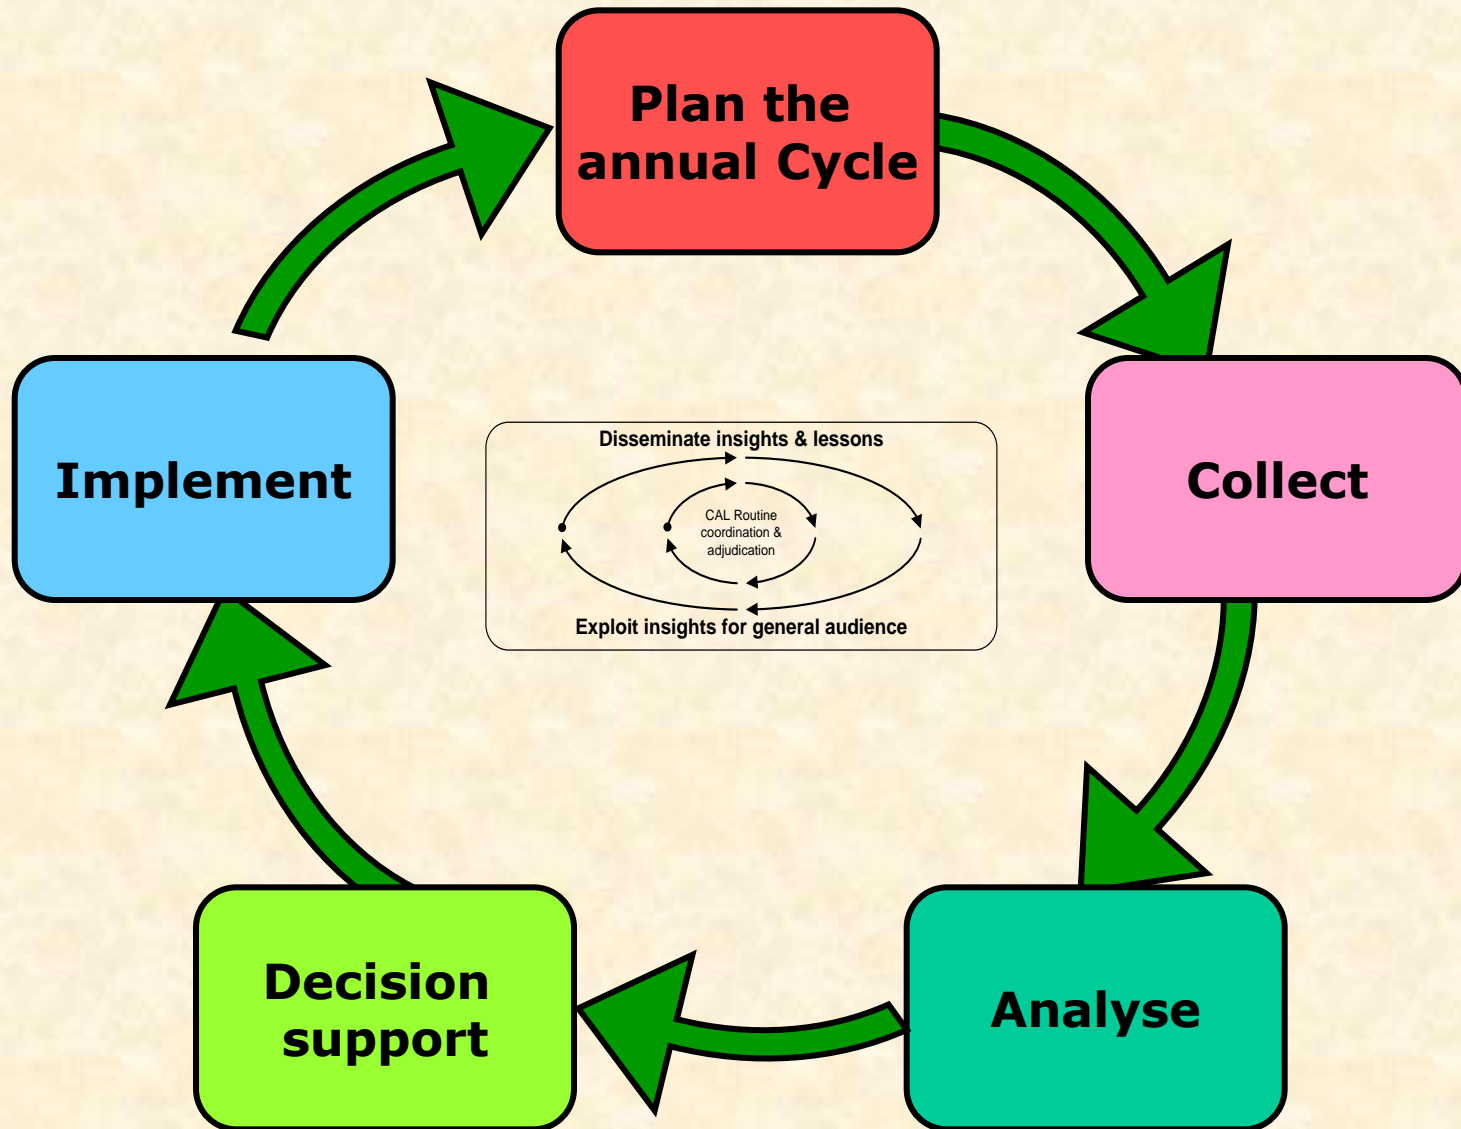 Plan the
annual Cycle
Implement
Disseminate insights & lessons
CAL Routine
coordination &
adjudication
Exploit insights for general audience
Collect
Decision
support
Analyse